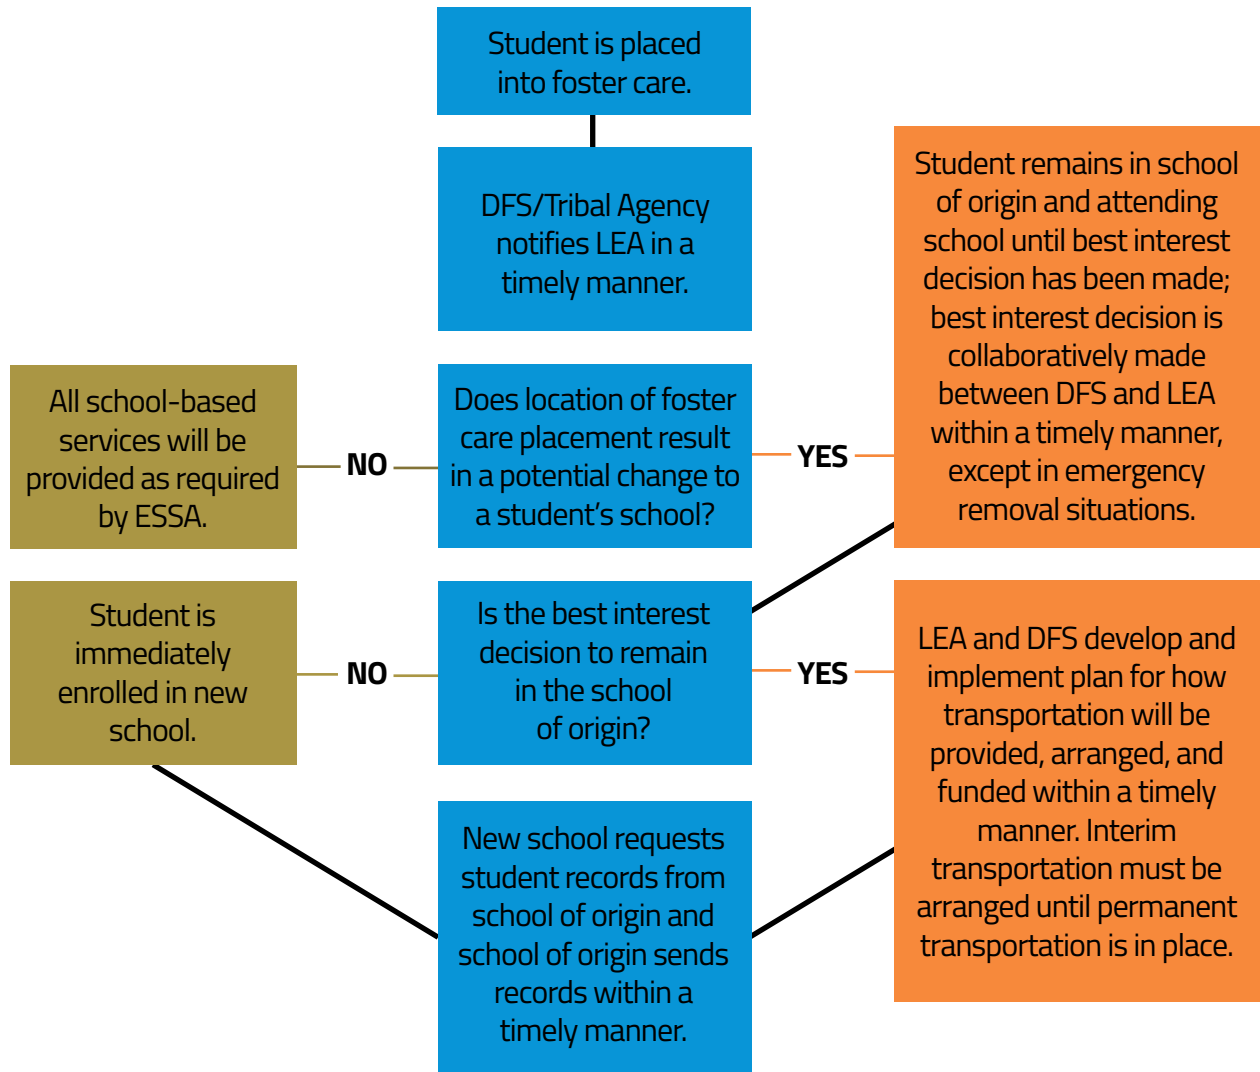 Student is placed
into foster care.
DFS/Tribal Agency
notifies LEA in a
timely manner.
Student remains in school
of origin and attending
school until best interest
decision has been made;
best interest decision is
collaboratively made
between DFS and LEA
within a timely manner,
except in emergency
removal situations.
All school-based
services will be
provided as required
by ESSA.
NO
Does location of foster
care placement result
in a potential change to
a student's school?
YES
Student is
immediately
enrolled in new
school.
NO
Is the best interest
decision to remain
in the school
of origin?
YES
LEA and DFS develop and
implement plan for how
transportation will be
provided, arranged, and
funded within a timely
manner. Interim
transportation must be
arranged until permanent
transportation is in place.
New school requests
student records from
school of origin and
school of origin sends
records within a
timely manner.